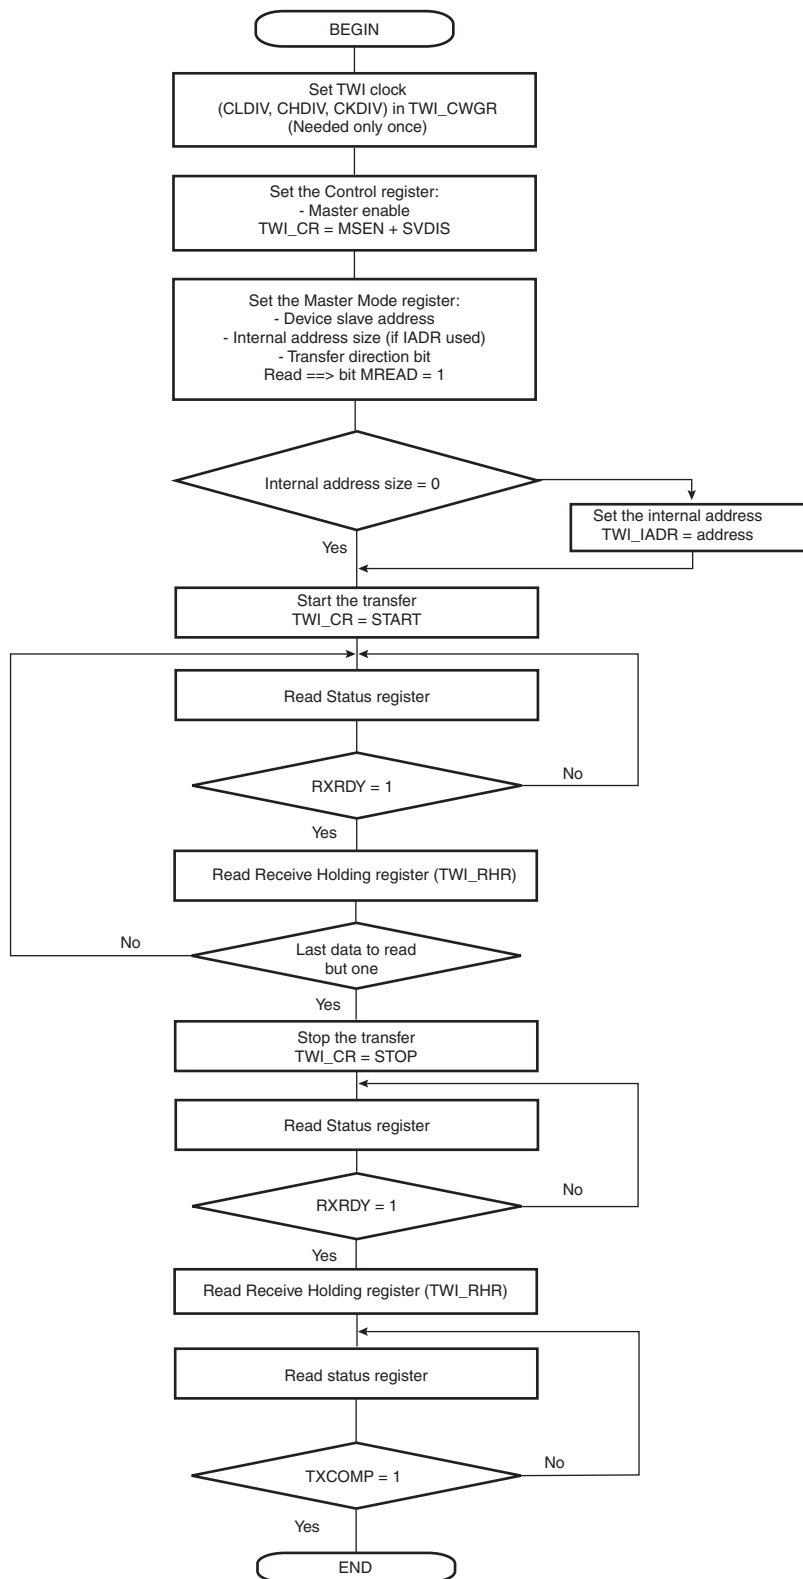 BEGIN
Set TWI clock
(CLDIV, CHDIV, CKDIV) in TWI_CWGR
(Needed only once)
Set the Control register:
- Master enable
TWI_CR = MSEN + SVDIS
Set the Master Mode register:
- Device slave address
- Internal address size (if IADR used)
- Transfer direction bit
Read ==> bit MREAD = 1
Internal address size = 0
Set the internal address
TWI_IADR = address
Yes
Start the transfer
TWI_CR = START
Read Status register
RXRDY = 1
No
Yes
Read Receive Holding register (TWI_RHR)
No
Last data to read
but one
Yes
Stop the transfer
TWI_CR = STOP
Read Status register
RXRDY = 1
No
Yes
Read Receive Holding register (TWI_RHR)
Read status register
TXCOMP = 1
No
Yes
END